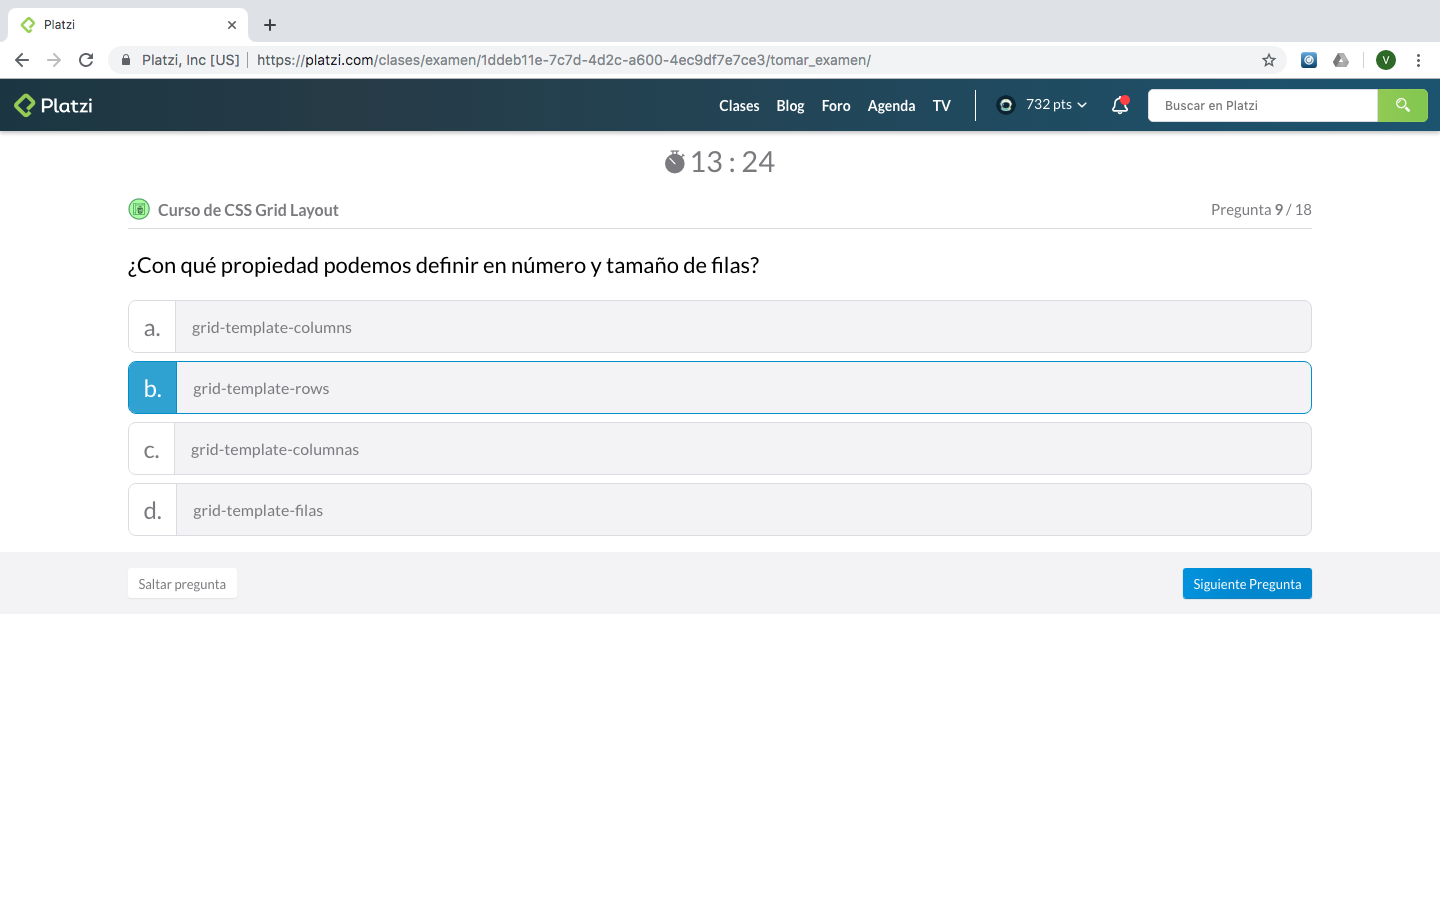 Platzi
Platzi, Inc [US]
https://platzi.com/clases/examen/1ddeb11e-7c7d-4d2c-a600-4ec9df7e7ce3/tomar_examen/
V
Platzi
Clases
Blog
Foro
Agenda
TV
732 pts
Buscar en Platzi
13 : 24
Curso de CSS Grid Layout
Pregunta 9 / 18
¿Con qué propiedad podemos definir en número y tamaño de filas?
a. grid-template-columns
b. grid-template-rows
c. grid-template-columnas
d. grid-template-filas
Saltar pregunta
Siguiente Pregunta